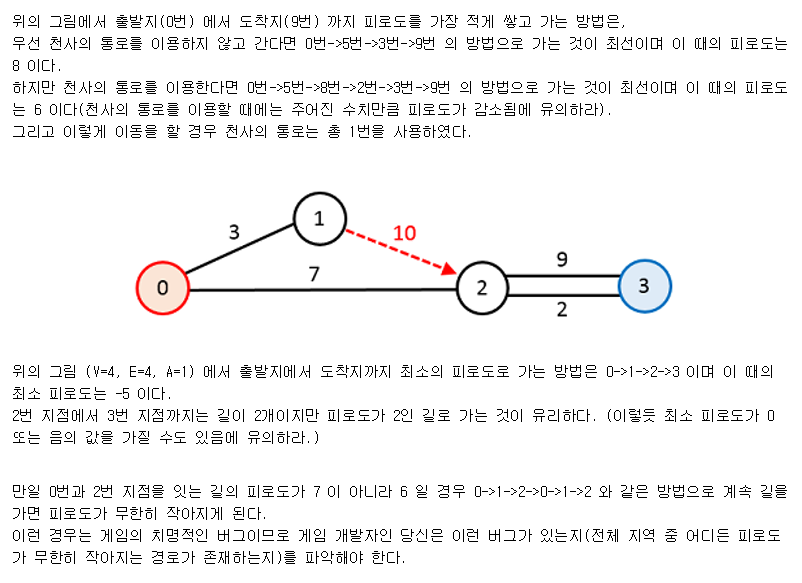 위의 그림에서 출발지(0번) 에서 도착지(9번) 까지 피로도를 가장 적게 쌓고 가는 방법은,
우선 천사의 통로를 이용하지 않고 간다면 0번->5번->3번->9번 의 방법으로 가는 것이 최선이며 이 때의 피로도는
8 이다.
하지만 천사의 통로를 이용한다면 0번->5번->8번->2번->3번->9번 의 방법으로 가는 것이 최선이며 이 때의 피로도
는 6 이다(천사의 통로를 이용할 때에는 주어진 수치만큼 피로도가 감소됨에 유의하라).
그리고 이렇게 이동을 할 경우 천사의 통로는 총 1번을 사용하였다.
1
3
10
9
7
0
2
3
2
위의 그림 (V=4, E=4, A=1) 에서 출발지에서 도착지까지 최소의 피로도로 가는 방법은 0->1->2->3 이며 이 때의
최소 피로도는 -5 이다.
2번 지점에서 3번 지점까지는 길이 2개이지만 피로도가 2인 길로 가는 것이 유리하다. (이렇듯 최소 피로도가 0
또는 음의 값을 가질 수도 있음에 유의하라.)
만일 0번과 2번 지점을 잇는 길의 피로도가 7 이 아니라 6 일 경우 0->1->2->0->1->2 와 같은 방법으로 계속 길을
가면 피로도가 무한히 작아지게 된다.
이런 경우는 게임의 치명적인 버그이므로 게임 개발자인 당신은 이런 버그가 있는지(전체 지역 중 어디든 피로도
가 무한히 작아지는 경로가 존재하는지)를 파악해야 한다.